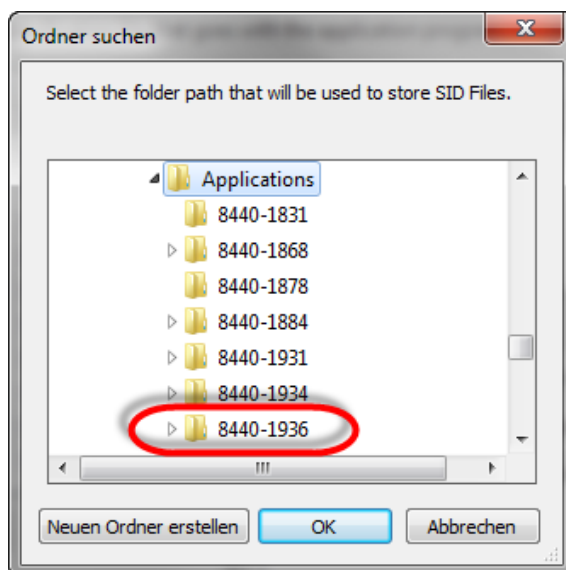 Ordner suchen
Select the folder path that will be used to store SID Files.
Applications
8440-1831
8440-1868
8440-1878
8440-1884
8440-1931
8440-1934
8440-1936
Neuen Ordner erstellen
OK
Abbrechen